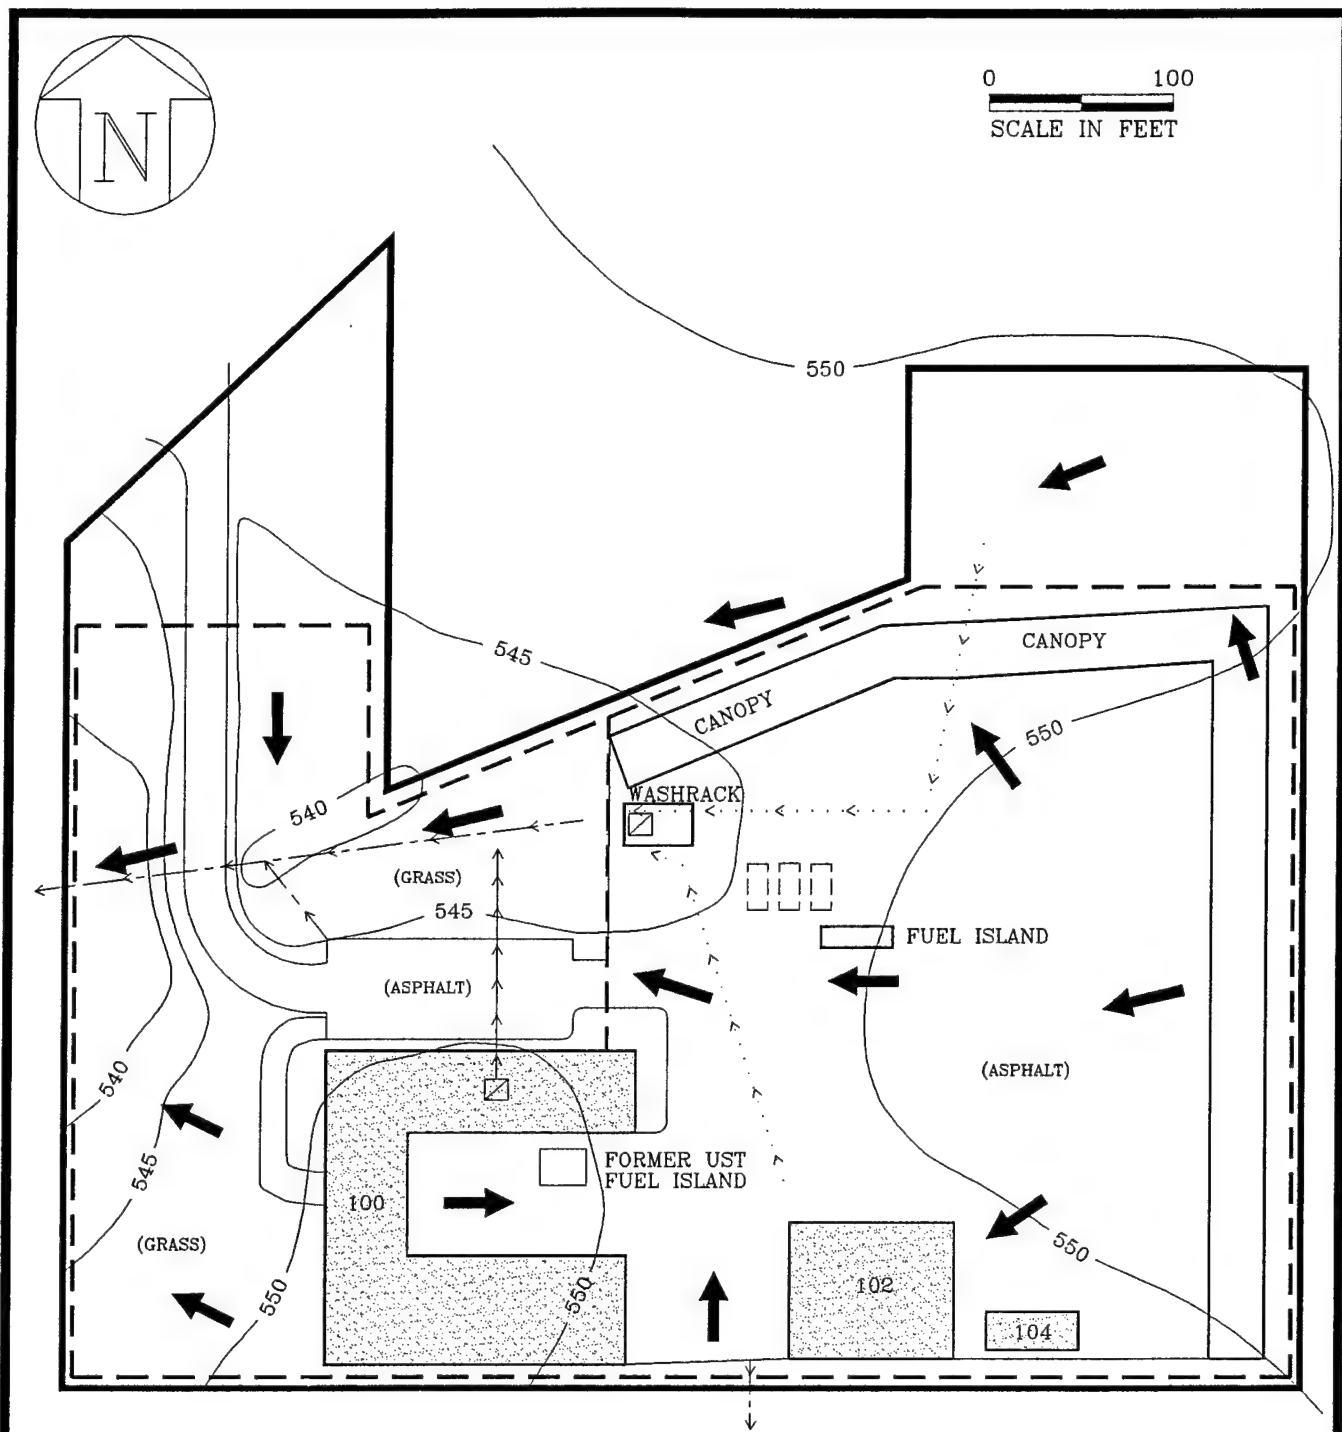 N
0 100
SCALE IN FEET
550
545
CANOPY
CANOPY
550
WASHRACK
540
(GRASS)
545
FUEL ISLAND
(ASPHALT)
(ASPHALT)
540
545
FORMER UST
FUEL ISLAND
100
(GRASS)
550
550
550
102
104